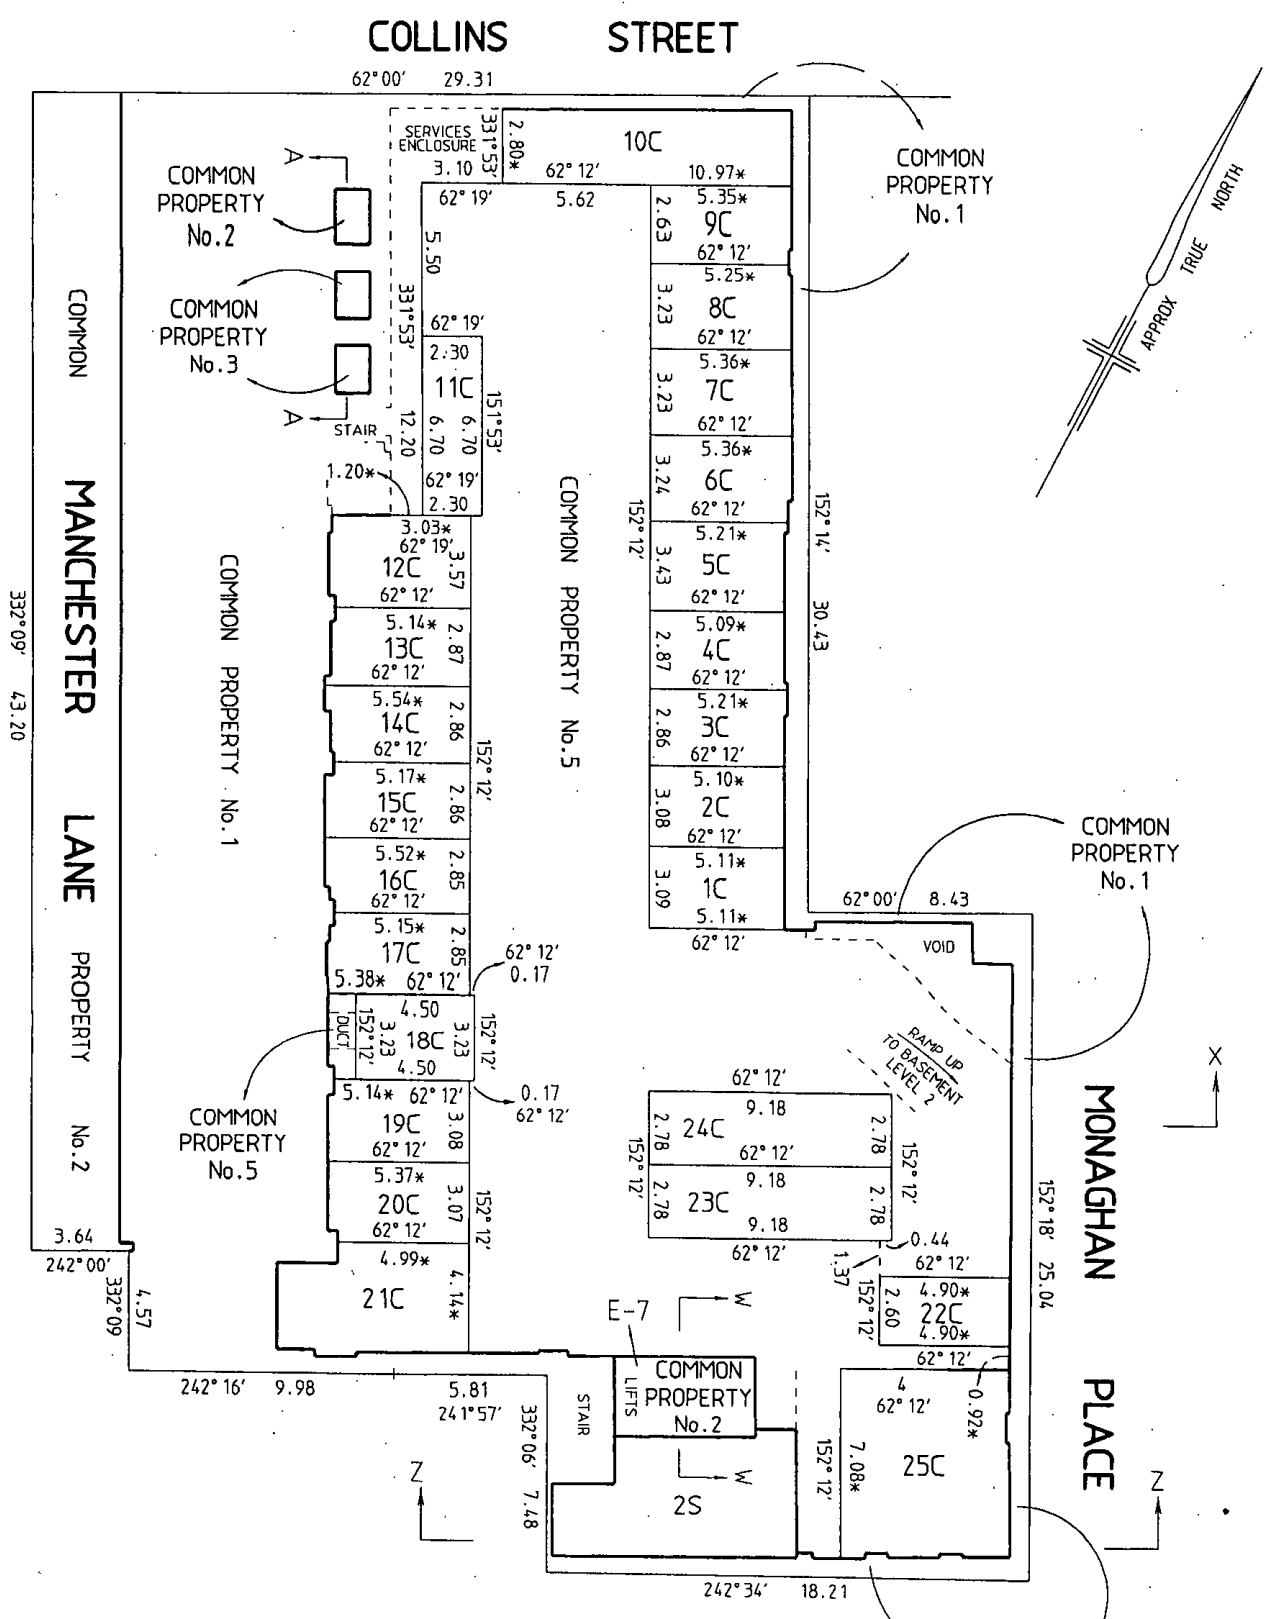 COLLINS STREET
62°00' 29.31
SERVICES
ENCLOSURE
3.10
331°53'
2.80*
10C
62°12' 10.97*
COMMON
PROPERTY
No.1
A
COMMON
PROPERTY
No.2
COMMON
PROPERTY
No.3
A
STAIR
1.20*
62°19' 5.62
5.50
331°53'
12.20
62°19'
2.30
11C
6.70 6.70
151°53'
62°19'
2.30
5.35*
2.63
9C
62°12'
5.25*
3.23
8C
62°12'
5.36*
3.23
7C
62°12'
5.36*
3.24
6C
62°12'
152°12'
5.21*
3.43
5C
62°12'
5.09*
2.87
4C
62°12'
5.21*
2.86
3C
62°12'
5.10*
3.08
2C
62°12'
5.11*
3.09
1C
5.11*
62°12'
152°14' 30.43
APPROX TRUE NORTH
COMMON PROPERTY No.2
MANCHESTER LANE
332°09' 43.20
COMMON PROPERTY No.1
COMMON PROPERTY No.5
3.03*
62°19'
12C
3.57
62°12'
5.14*
13C
2.87
62°12'
5.54*
14C
2.86
62°12'
152°12'
5.17*
15C
2.86
62°12'
5.52*
16C
2.85
62°12'
5.15*
17C
2.85
5.38* 62°12'
62°12'
0.17
4.50
DUCT
152°12'
3.23
18C
3.23
152°12'
4.50
0.17
62°12'
5.14* 62°12'
19C
3.08
62°12'
5.37*
20C
3.07
62°12'
152°12'
4.99*
21C
4.14*
COMMON
PROPERTY
No.5
COMMON
PROPERTY
No.1
62°00' 8.43
VOID
RAMP UP
TO BASEMENT
LEVEL 2
X
62°12'
9.18
2.78
24C
2.78
62°12'
152°12'
152°12'
9.18
2.78
23C
2.78
9.18
62°12'
0.44
1.37
62°12'
4.90*
152°12'
2.60
22C
4.90*
62°12'
MONAGHAN PLACE
152°18' 25.04
3.64
242°00'
332°09
4.57
242°16' 9.98
5.81
241°57'
332°06' 7.48
E-7
W
LIFTS
COMMON
PROPERTY
No.2
STAIR
W
2S
4
62°12'
0.92*
152°12'
7.08*
25C
Z
Z
242°34' 18.21